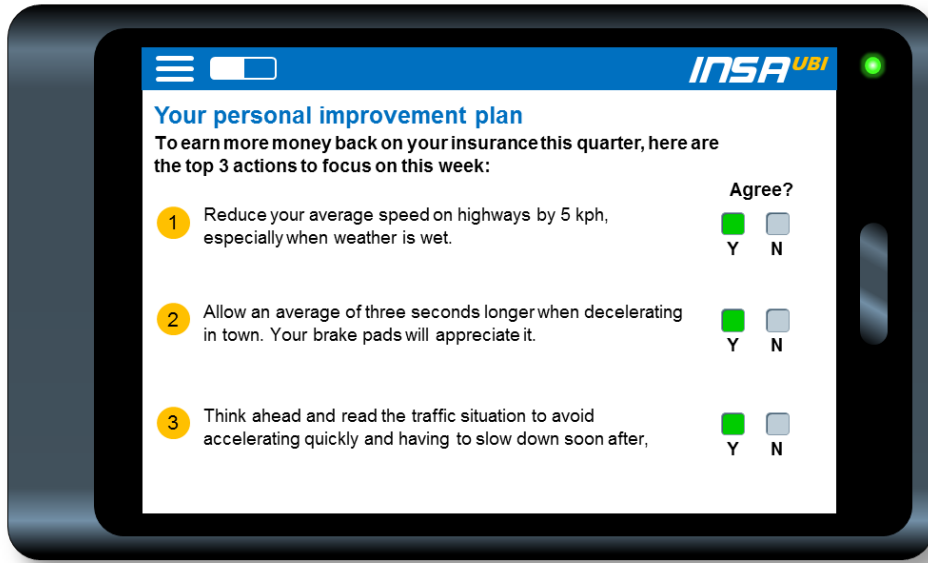 INSA UBI
Your personal improvement plan
To earn more money back on your insurance this quarter, here are
the top 3 actions to focus on this week:
Agree?
1 Reduce your average speed on highways by 5 kph,
especially when weather is wet.
Y N
2 Allow an average of three seconds longer when decelerating
in town. Your brake pads will appreciate it.
Y N
3 Think ahead and read the traffic situation to avoid
accelerating quickly and having to slow down soon after,
Y N